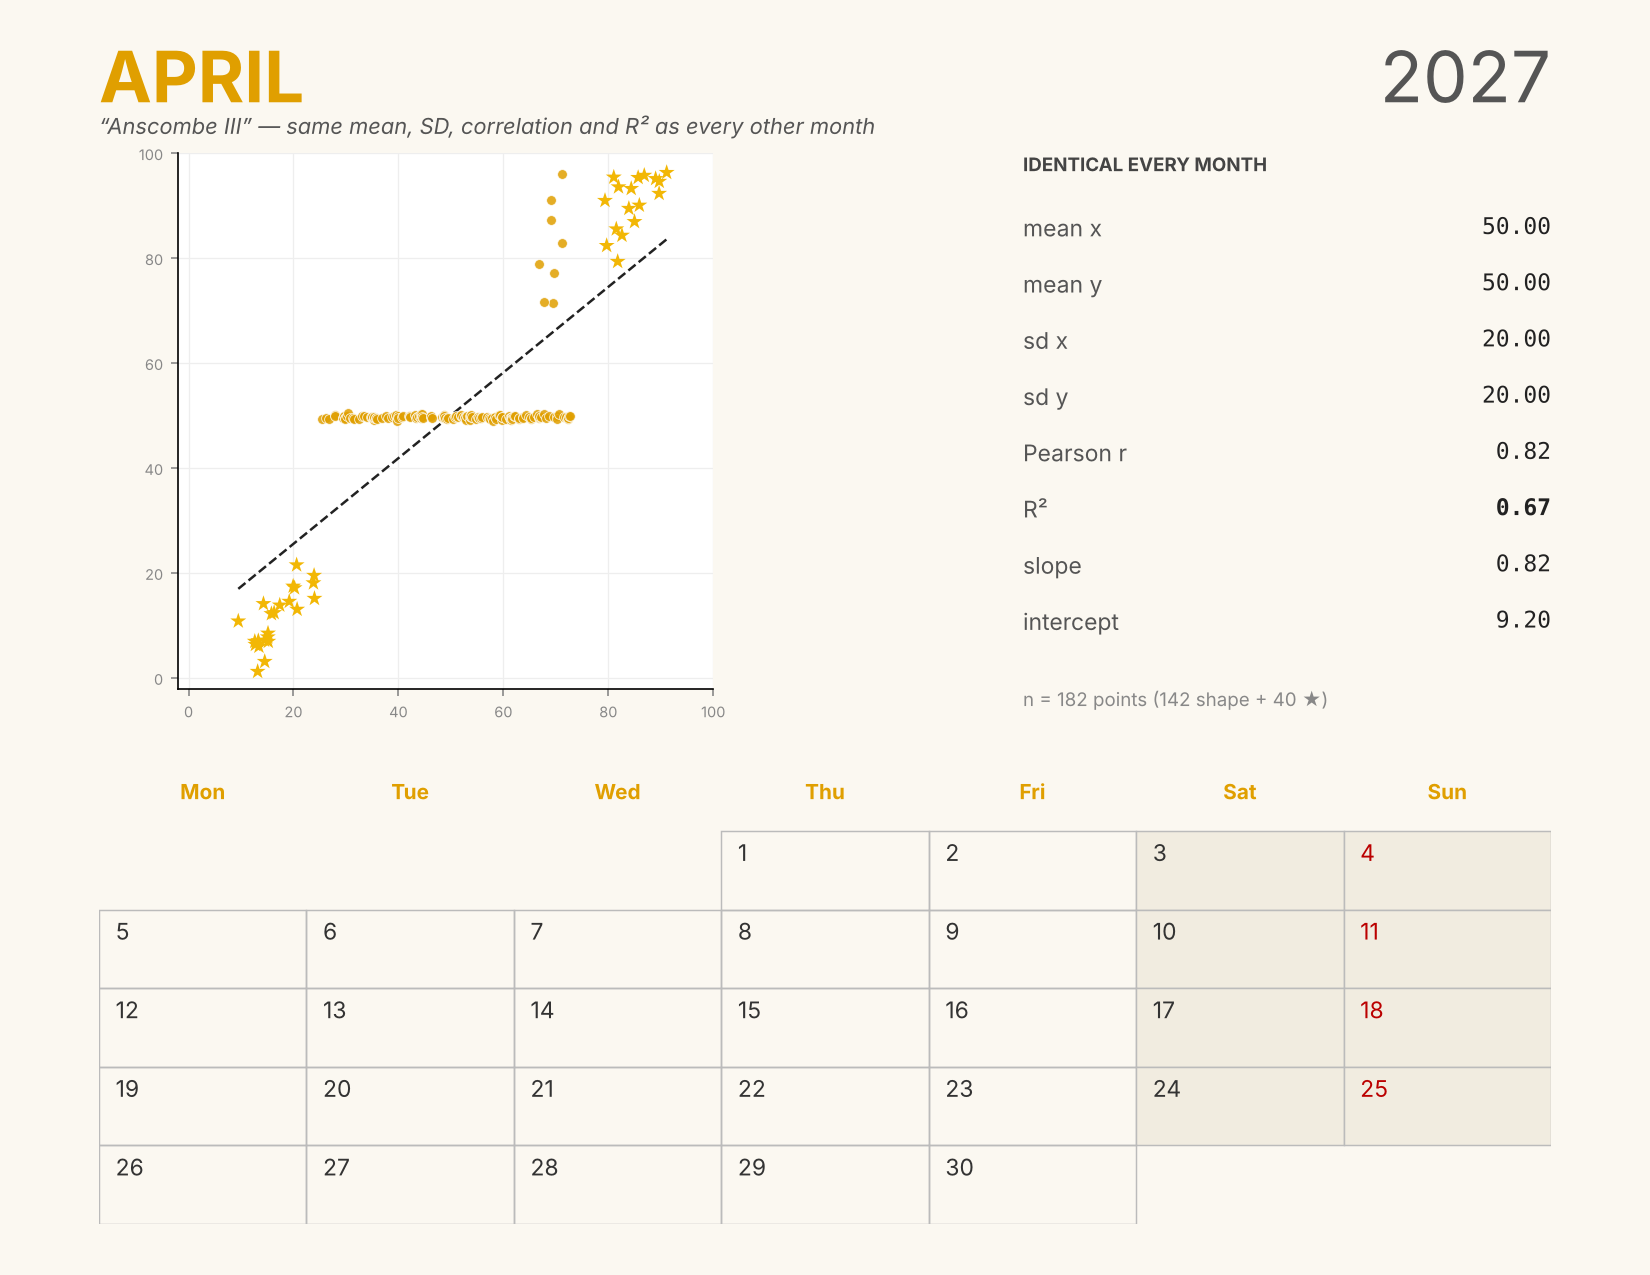 APRIL 2027
“Anscombe III” — same mean, SD, correlation and R² as every other month
100
80
60
40
20
0
0 20 40 60 80 100
IDENTICAL EVERY MONTH
mean x 50.00
mean y 50.00
sd x 20.00
sd y 20.00
Pearson r 0.82
R² 0.67
slope 0.82
intercept 9.20
n = 182 points (142 shape + 40 ★)
Mon Tue Wed Thu Fri Sat Sun
1 2 3 4
5 6 7 8 9 10 11
12 13 14 15 16 17 18
19 20 21 22 23 24 25
26 27 28 29 30